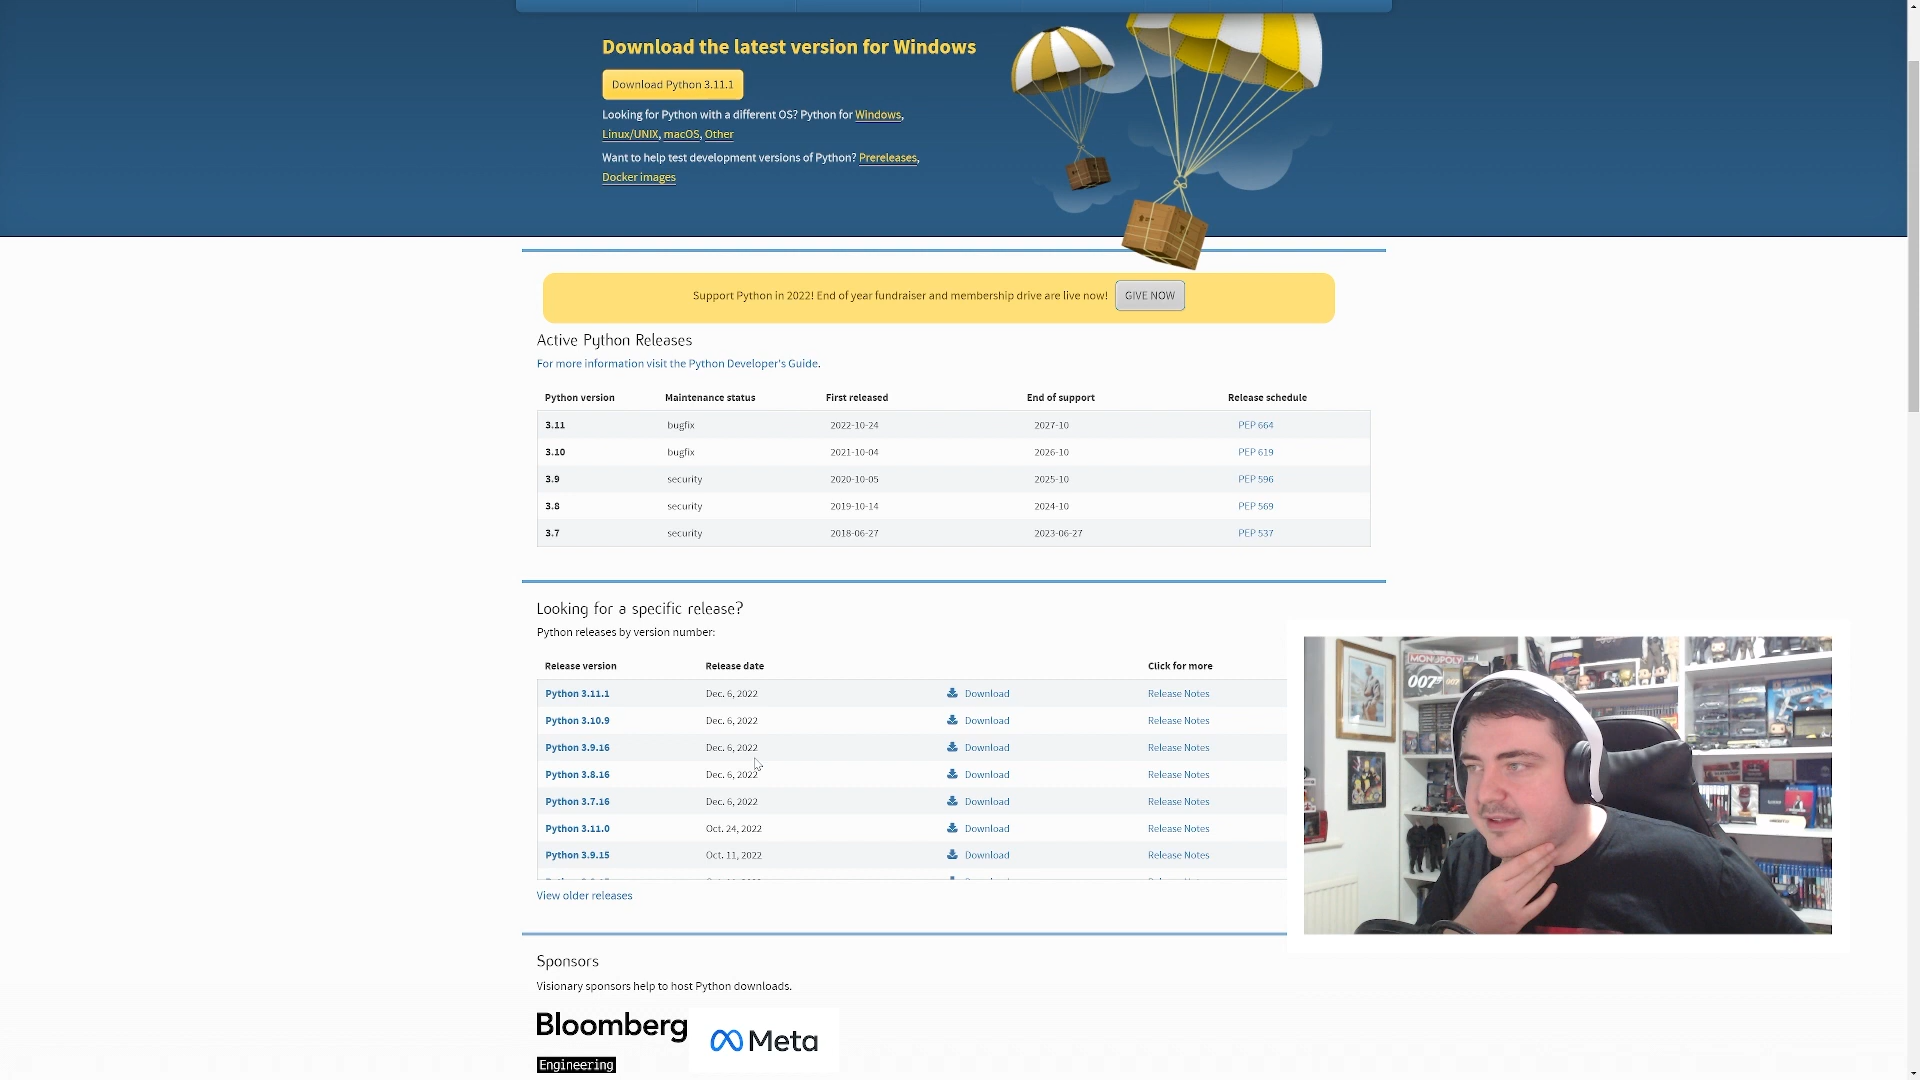 Download the latest version for Windows
Download Python 3.11.1
Looking for Python with a different OS? Python for Windows,
Linux/UNIX, macOS, Other
Want to help test development versions of Python? Prereleases,
Docker images
Support Python in 2022! End of year fundraiser and membership drive are live now! GIVE NOW
Active Python Releases
For more information visit the Python Developer's Guide.
Python version Maintenance status First released End of support Release schedule
3.11 bugfix 2022-10-24 2027-10 PEP 664
3.10 bugfix 2021-10-04 2026-10 PEP 619
3.9 security 2020-10-05 2025-10 PEP 596
3.8 security 2019-10-14 2024-10 PEP 569
3.7 security 2018-06-27 2023-06-27 PEP 537
Looking for a specific release?
Python releases by version number:
Release version Release date Click for more
Python 3.11.1 Dec. 6, 2022 Download Release Notes
Python 3.10.9 Dec. 6, 2022 Download Release Notes
Python 3.9.16 Dec. 6, 2022 Download Release Notes
Python 3.8.16 Dec. 6, 2022 Download Release Notes
Python 3.7.16 Dec. 6, 2022 Download Release Notes
Python 3.11.0 Oct. 24, 2022 Download Release Notes
Python 3.9.15 Oct. 11, 2022 Download Release Notes
View older releases
Sponsors
Visionary sponsors help to host Python downloads.
Bloomberg
Engineering
Meta
MONOPOLY
007